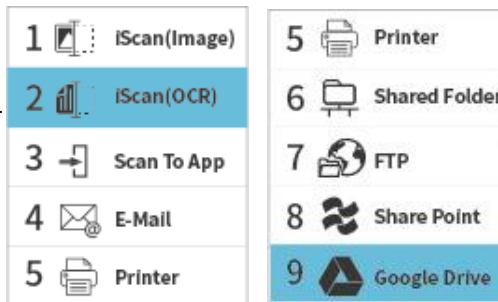 1 iScan(Image)
2 iScan(OCR)
3 Scan To App
4 E-Mail
5 Printer
5 Printer
6 Shared Folder
7 FTP
8 Share Point
9 Google Drive